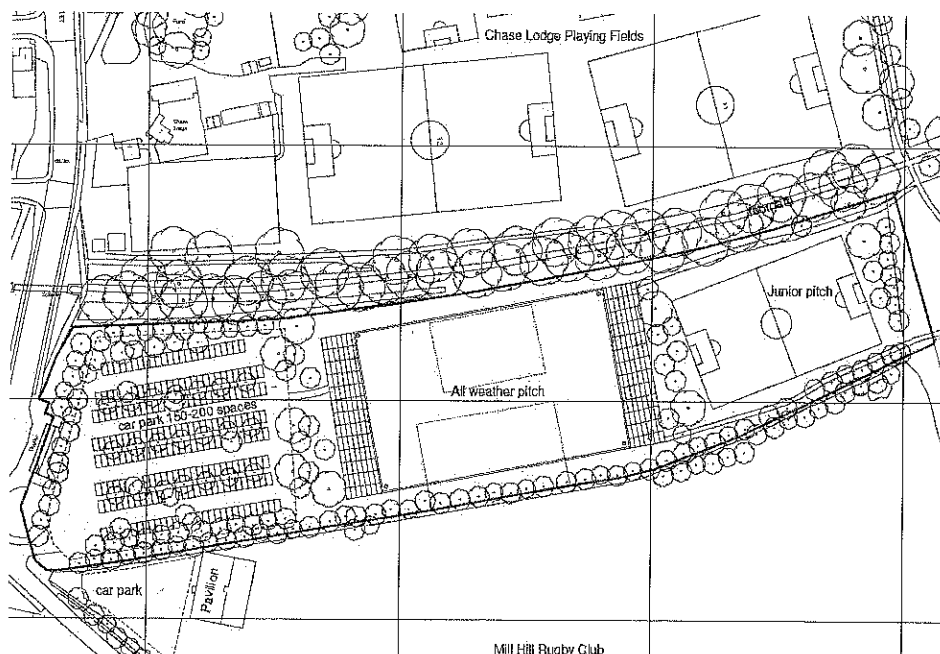 Chase Lodge Playing Fields
Junior pitch
All weather pitch
car park 150-200 spaces
car park
Pavilion
Mill Hill Rugby Club